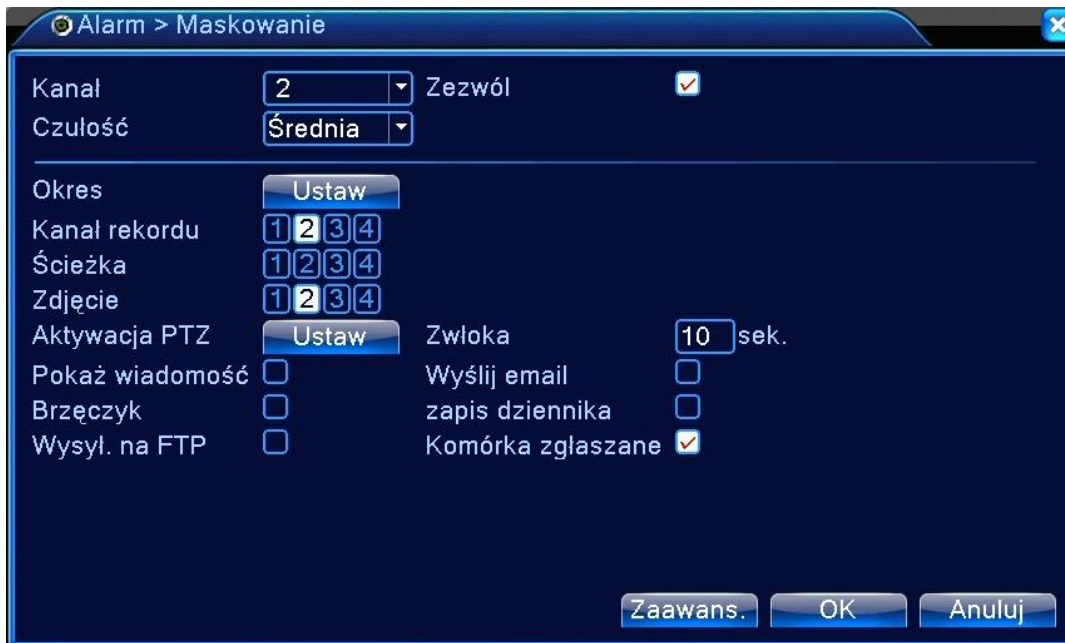 Alarm > Maskowanie
Kanał 2 Zezwól
Czułość Średnia
Okres Ustaw
Kanał rekordu 1 2 3 4
Ścieżka 1 2 3 4
Zdjęcie 1 2 3 4
Aktywacja PTZ Ustaw Zwłoka 10 sek.
Pokaż wiadomość Wyślij email
Brzęczyk zapis dziennika
Wysył. na FTP Komórka zgłaszane
Zaawans. OK Anuluj